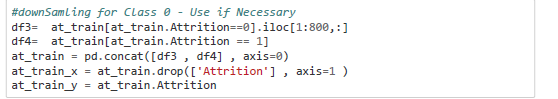 #downSamling for Class 0 - Use if Necessary
df3=  at_train[at_train.Attrition==0].iloc[1:800,:]
df4=  at_train[at_train.Attrition == 1]
at_train = pd.concat([df3 , df4] , axis=0)
at_train_x = at_train.drop(['Attrition'] , axis=1 )
at_train_y = at_train.Attrition